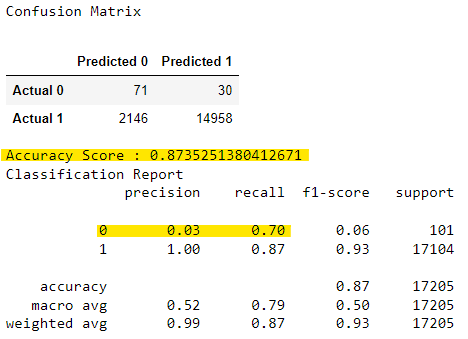 Confusion Matrix
Predicted 0 Predicted 1
Actual 0 71 30
Actual 1 2146 14958
Accuracy Score : 0.8735251380412671
Classification Report
precision recall f1-score support
0 0.03 0.70 0.06 101
1 1.00 0.87 0.93 17104
accuracy 0.87 17205
macro avg 0.52 0.79 0.50 17205
weighted avg 0.99 0.87 0.93 17205